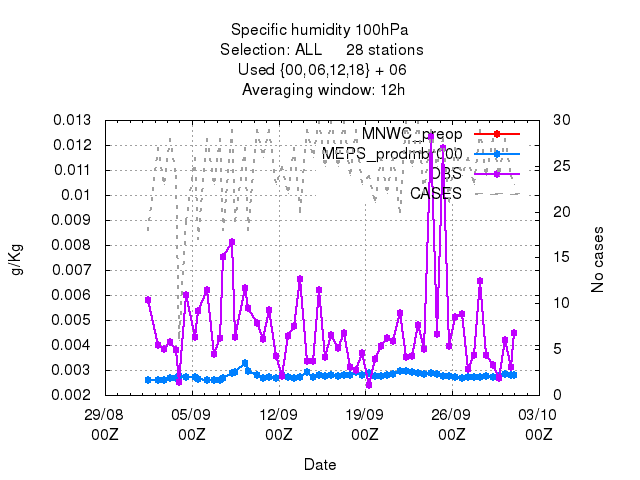 Specific humidity 100hPa
Selection: ALL 28 stations
Used {00,06,12,18} + 06
Averaging window: 12h
MNWC_preop
MEPS_prodmbr000
OBS
CASES
0.013
0.012
0.011
0.01
0.009
0.008
0.007
0.006
0.005
0.004
0.003
0.002
g/Kg
30
25
20
15
10
5
0
No cases
29/08 05/09 12/09 19/09 26/09 03/10
00Z 00Z 00Z 00Z 00Z 00Z
Date